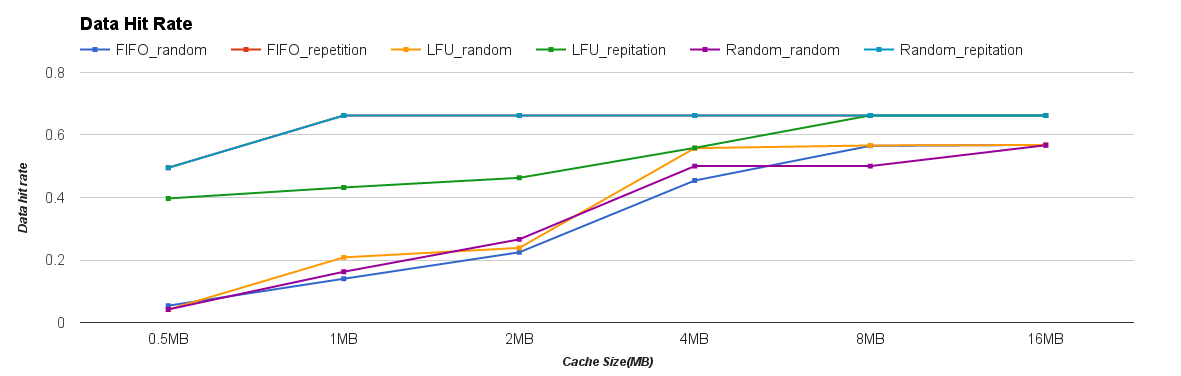 Data Hit Rate
FIFO_random FIFO_repetition LFU_random LFU_repitation Random_random Random_repitation
0.8
0.6
0.4
0.2
0
Data hit rate
0.5MB 1MB 2MB 4MB 8MB 16MB
Cache Size(MB)